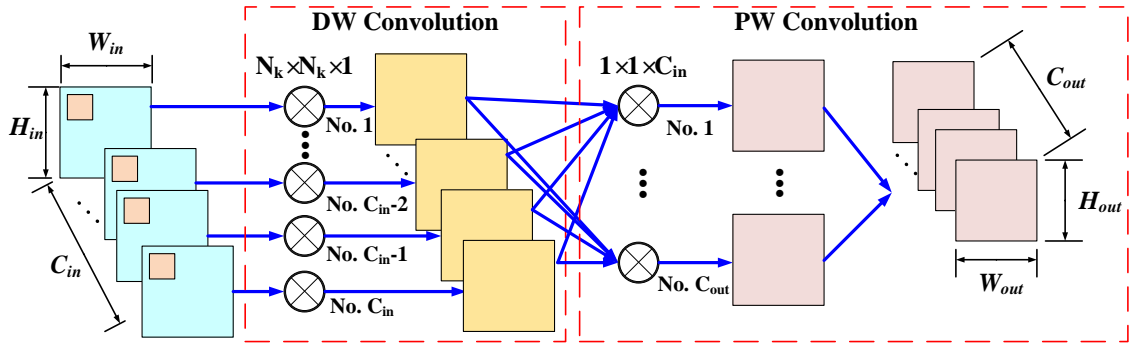 DW Convolution
PW Convolution
W_in
N_k×N_k×1
1×1×C_in
C_out
H_in
No. 1
No. 1
No. C_in-2
H_out
C_in
No. C_in-1
No. C_in
No. C_out
W_out